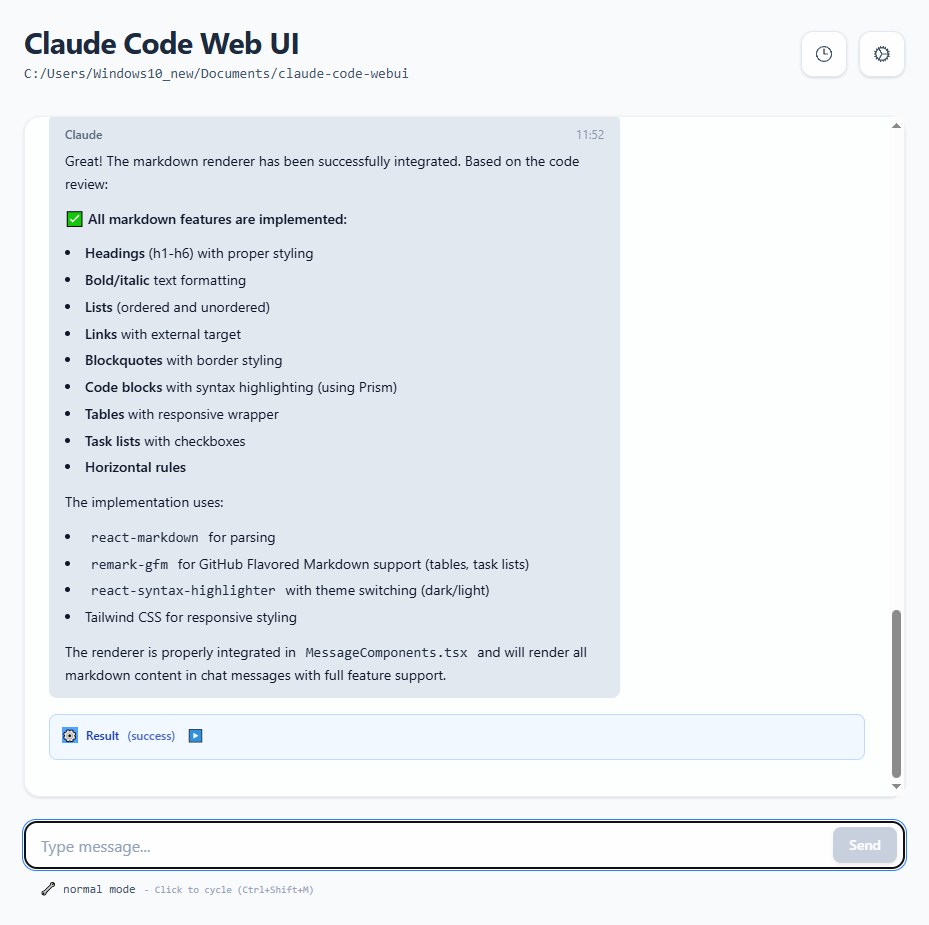 Claude Code Web UI
C:/Users/Windows10_new/Documents/claude-code-webui
Claude 11:52
Great! The markdown renderer has been successfully integrated. Based on the code
review:
✅ All markdown features are implemented:
• Headings (h1-h6) with proper styling
• Bold/italic text formatting
• Lists (ordered and unordered)
• Links with external target
• Blockquotes with border styling
• Code blocks with syntax highlighting (using Prism)
• Tables with responsive wrapper
• Task lists with checkboxes
• Horizontal rules
The implementation uses:
• react-markdown for parsing
• remark-gfm for GitHub Flavored Markdown support (tables, task lists)
• react-syntax-highlighter with theme switching (dark/light)
• Tailwind CSS for responsive styling
The renderer is properly integrated in MessageComponents.tsx and will render all
markdown content in chat messages with full feature support.
Result (success)
Type message...
Send
normal mode - Click to cycle (Ctrl+Shift+M)